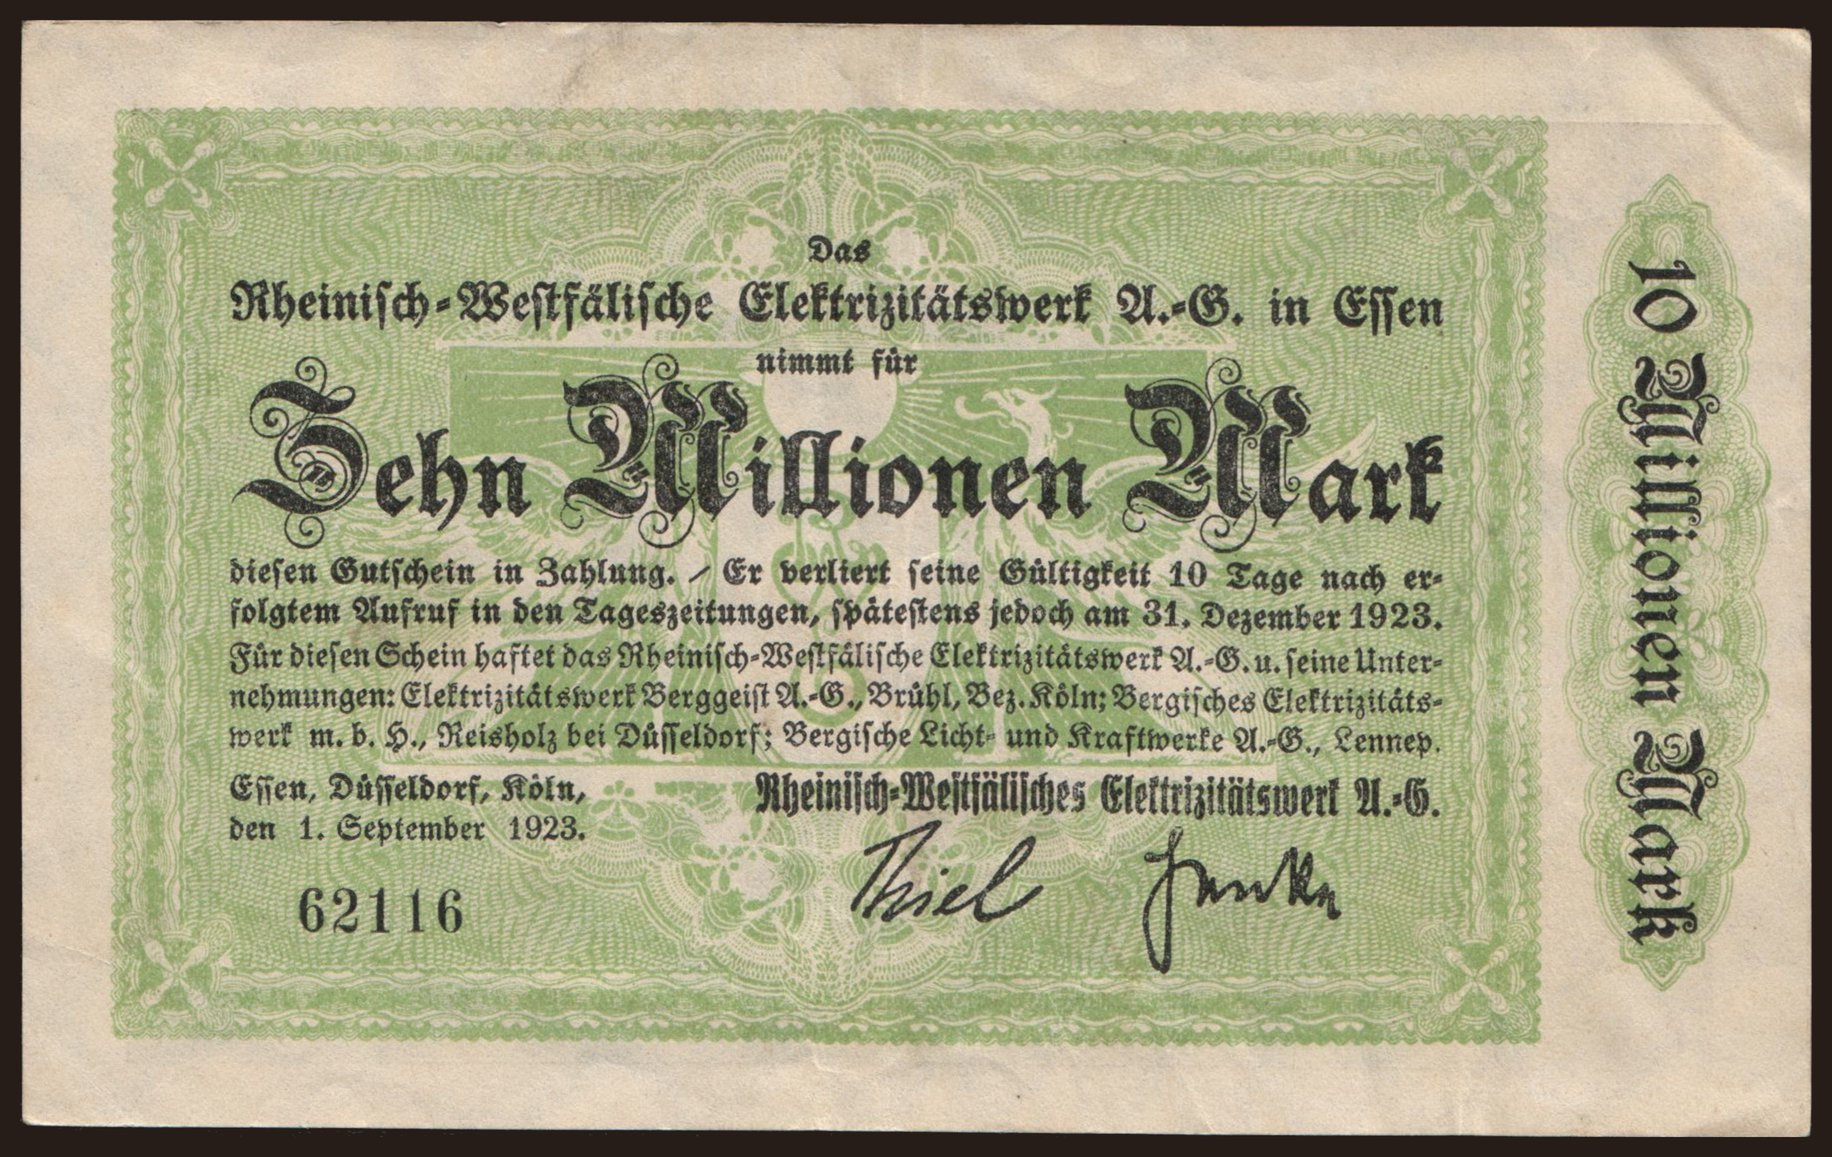 Das
Rheinisch-Westfälische Elektrizitätswerk A.-G. in Essen
nimmt für
Zehn Millionen Mark
diesen Gutschein in Zahlung. / Er verliert seine Gültigkeit 10 Tage nach er-
folgtem Aufruf in den Tageszeitungen, spätestens jedoch am 31. Dezember 1923.
Für diesen Schein haftet das Rheinisch-Westfälische Elektrizitätswerk A.-G. u. seine Unter-
nehmungen: Elektrizitätswerk Berggeist A.-G., Brühl, Bez. Köln; Bergisches Elektrizitäts-
werk m. b. H., Reisholz bei Düsseldorf; Bergische Licht- und Kraftwerke A.-G., Lennep.
Essen, Düsseldorf, Köln,
den 1. September 1923.
Rheinisch-Westfälisches Elektrizitätswerk A.-G.
Thiel
62116
10 Millionen Mark